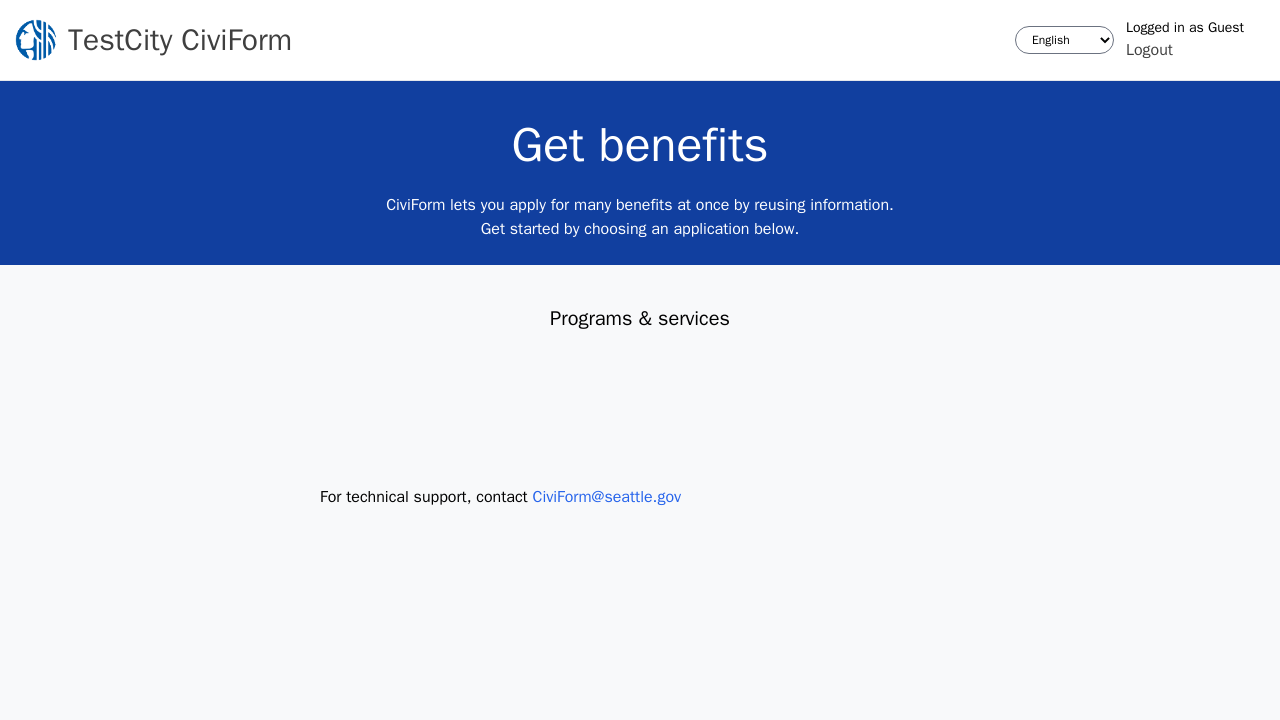 TestCity CiviForm
English
Logged in as Guest
Logout
Get benefits
CiviForm lets you apply for many benefits at once by reusing information.
Get started by choosing an application below.
Programs & services
For technical support, contact CiviForm@seattle.gov